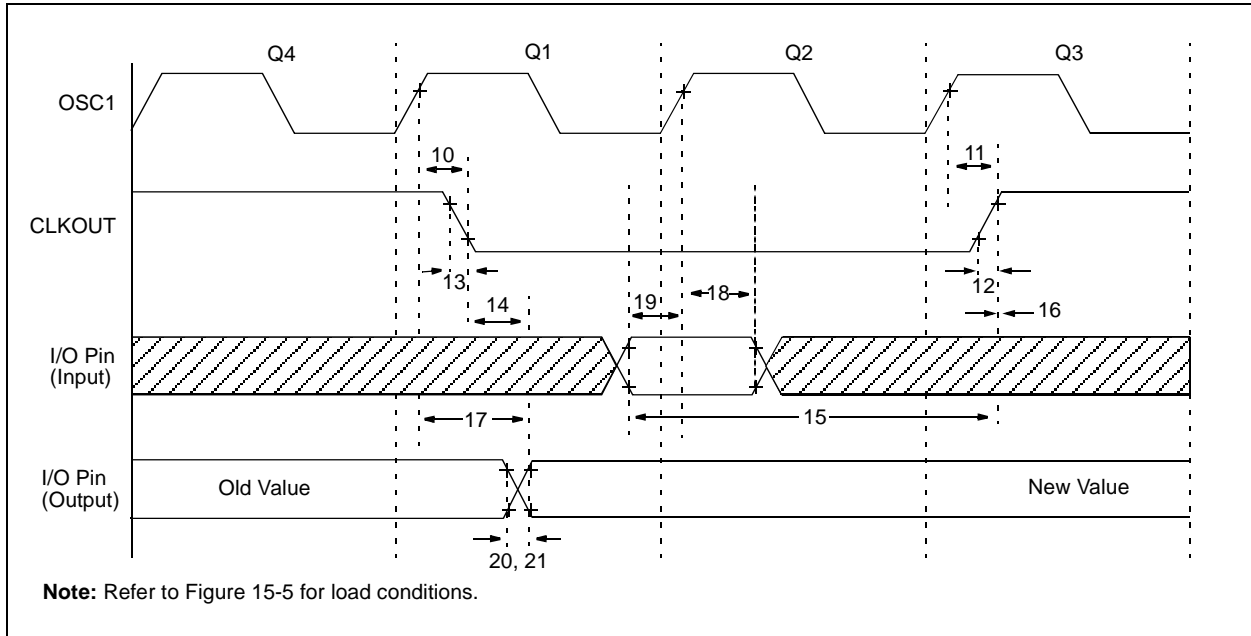 Q4 Q1 Q2 Q3
OSC1
10 11
CLKOUT
13 12
14 19 18 16
I/O Pin
(Input)
17 15
I/O Pin
(Output)
Old Value New Value
20, 21
Note: Refer to Figure 15-5 for load conditions.